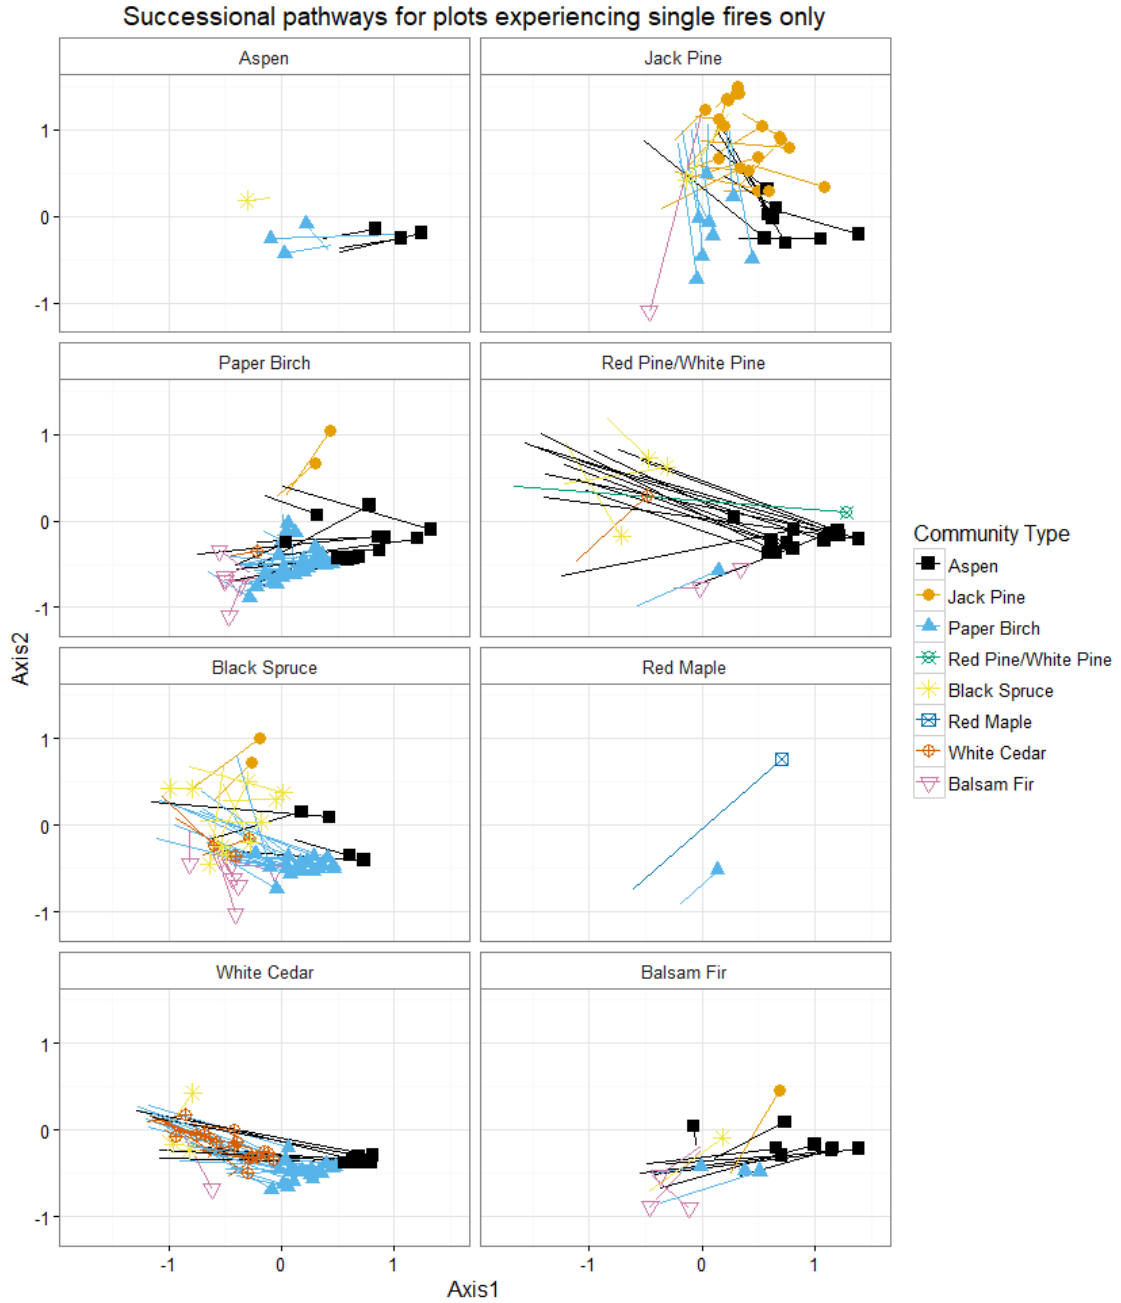 Successional pathways for plots experiencing single fires only
Aspen
Jack Pine
1
0
-1
Paper Birch
Red Pine/White Pine
1
0
-1
Axis2
Black Spruce
Red Maple
1
0
-1
White Cedar
Balsam Fir
1
0
-1
-1 0 1 -1 0 1
Axis1
Community Type
Aspen
Jack Pine
Paper Birch
Red Pine/White Pine
Black Spruce
Red Maple
White Cedar
Balsam Fir